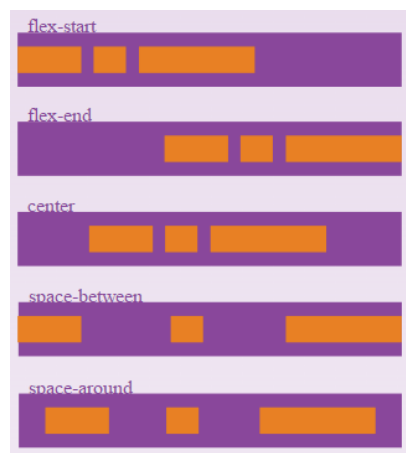 flex-start
flex-end
center
space-between
space-around